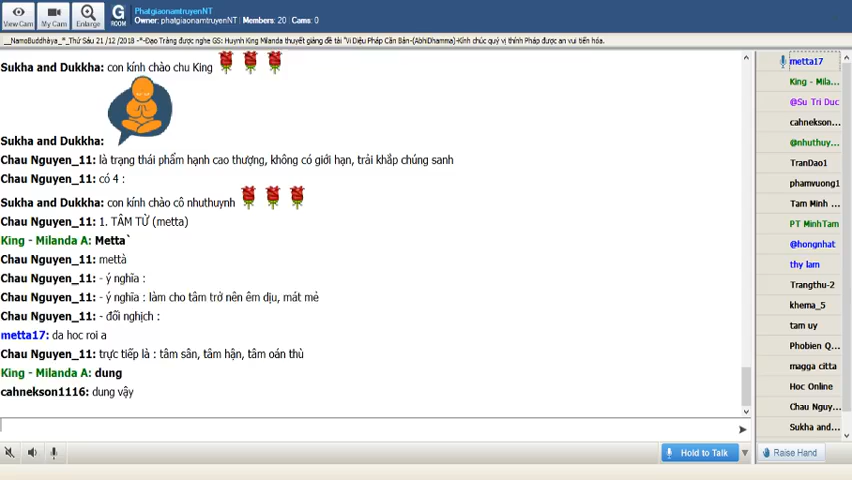 View Cam
My Cam
Enlarge
G
ROOM
PhatgiaonamtruyenNT
Owner: phatgiaonamtruyenNT | Members: 20 | Cams: 0
__NamoBuddhàya_*_Thứ Sáu 21 /12 /2018 -*-Đạo Tràng được nghe GS: Huynh King Milanda thuyết giảng đề tài "Vi Diệu Pháp Căn Bản-(AbhiDhamma)-Kính chúc quý vị thính Pháp được an vui tiến hóa.
Sukha and Dukkha: con kính chào chu King
Sukha and Dukkha:
Chau Nguyen_11: là trạng thái phẩm hạnh cao thượng, không có giới hạn, trải khắp chúng sanh
Chau Nguyen_11: có 4 :
Sukha and Dukkha: con kính chào cô nhuthuynh
Chau Nguyen_11: 1. TÂM TỪ (metta)
King - Milanda A: Metta`
Chau Nguyen_11: mettà
Chau Nguyen_11: - ý nghĩa :
Chau Nguyen_11: - ý nghĩa : làm cho tâm trở nên êm dịu, mát mẻ
Chau Nguyen_11: - đối nghịch :
metta17: da hoc roi a
Chau Nguyen_11: trực tiếp là : tâm sân, tâm hận, tâm oán thù
King - Milanda A: dung
cahnekson1116: dung vậy
Hold to Talk
metta17
King - Mila...
@Su Tri Duc
cahnekson...
@nhuthuy...
TranDao1
phamvuong1
Tam Minh ...
PT MinhTam
@hongnhat
thy lam
Trangthu-2
khema_5
tam uy
Phobien Q...
magga citta
Hoc Online
Chau Nguy...
Sukha and...
Raise Hand